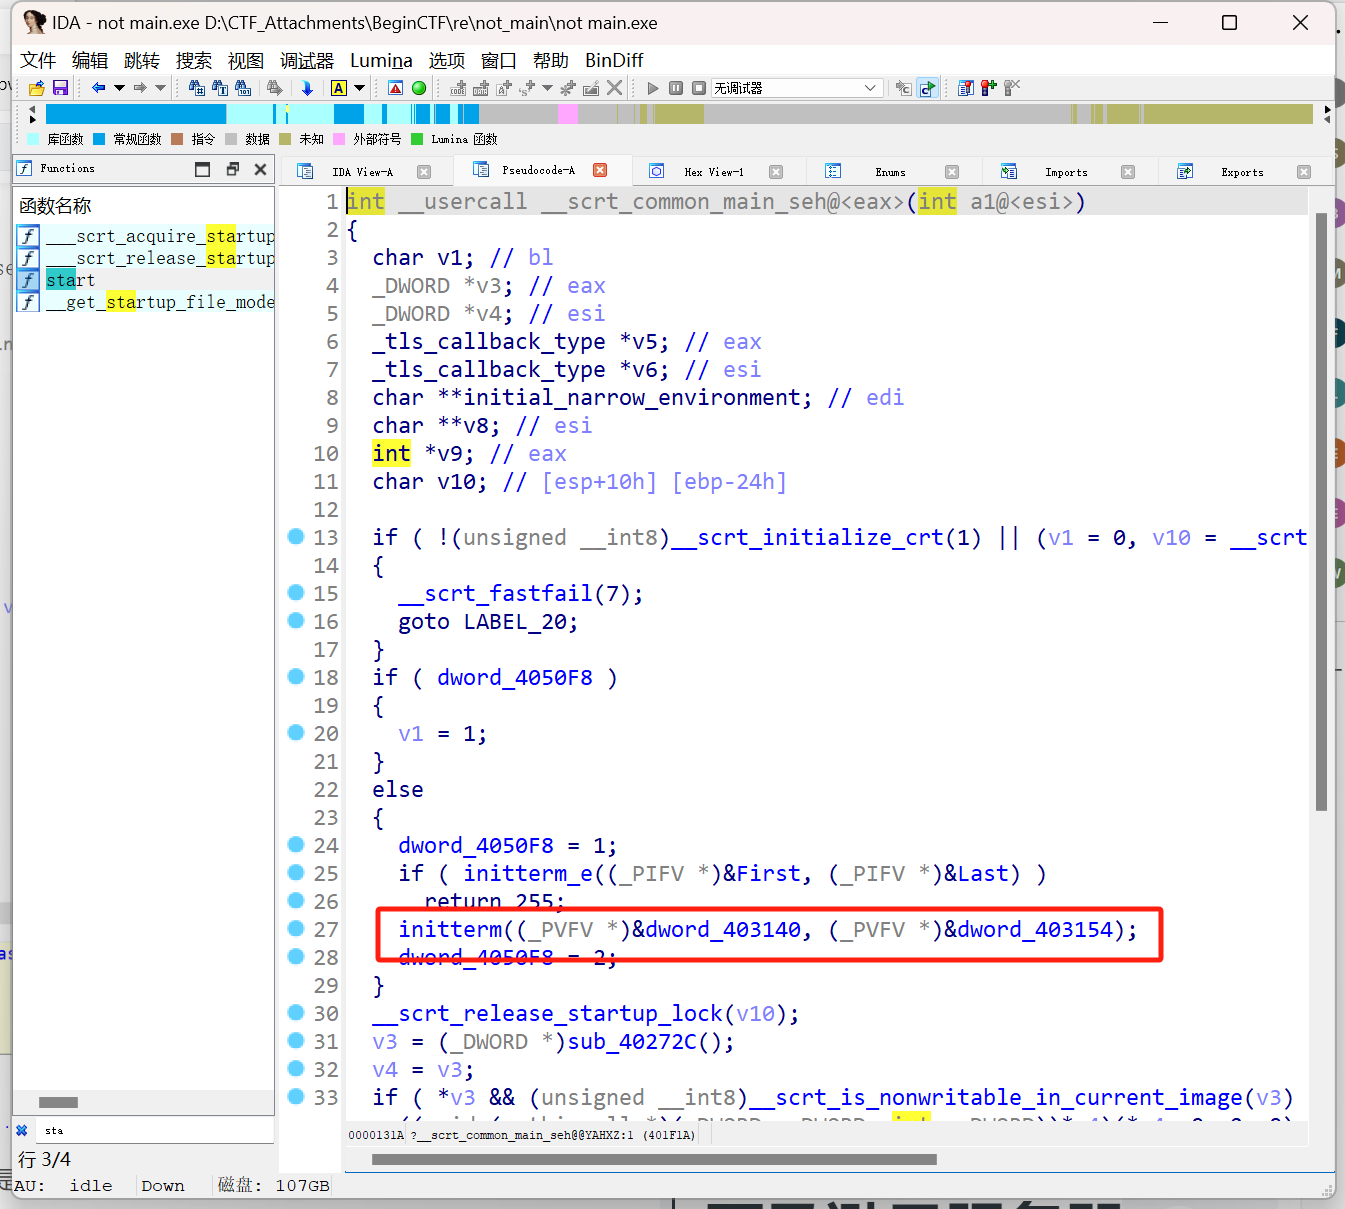 IDA - not main.exe D:\CTF_Attachments\BeginCTF\re\not_main\not main.exe
文件 编辑 跳转 搜索 视图 调试器 Lumina 选项 窗口 帮助 BinDiff
无调试器
库函数 常规函数 指令 数据 未知 外部符号 Lumina 函数
Functions
IDA View-A Pseudocode-A Hex View-1 Enums Imports Exports
函数名称
___scrt_acquire_startup
___scrt_release_startup
start
__get_startup_file_mode
1 int __usercall __scrt_common_main_seh@<eax>(int a1@<esi>)
2 {
3 char v1; // bl
4 _DWORD *v3; // eax
5 _DWORD *v4; // esi
6 _tls_callback_type *v5; // eax
7 _tls_callback_type *v6; // esi
8 char **initial_narrow_environment; // edi
9 char **v8; // esi
10 int *v9; // eax
11 char v10; // [esp+10h] [ebp-24h]
12
13 if ( !(unsigned __int8)__scrt_initialize_crt(1) || (v1 = 0, v10 = __scrt
14 {
15 __scrt_fastfail(7);
16 goto LABEL_20;
17 }
18 if ( dword_4050F8 )
19 {
20 v1 = 1;
21 }
22 else
23 {
24 dword_4050F8 = 1;
25 if ( initterm_e((_PIFV *)&First, (_PIFV *)&Last) )
26 return 255;
27 initterm((_PVFV *)&dword_403140, (_PVFV *)&dword_403154);
28 dword_4050F8 = 2;
29 }
30 __scrt_release_startup_lock(v10);
31 v3 = (_DWORD *)sub_40272C();
32 v4 = v3;
33 if ( *v3 && (unsigned __int8)__scrt_is_nonwritable_in_current_image(v3)
0000131A ?__scrt_common_main_seh@@YAHXZ:1 (401F1A)
sta
行 3/4
AU: idle Down 磁盘: 107GB